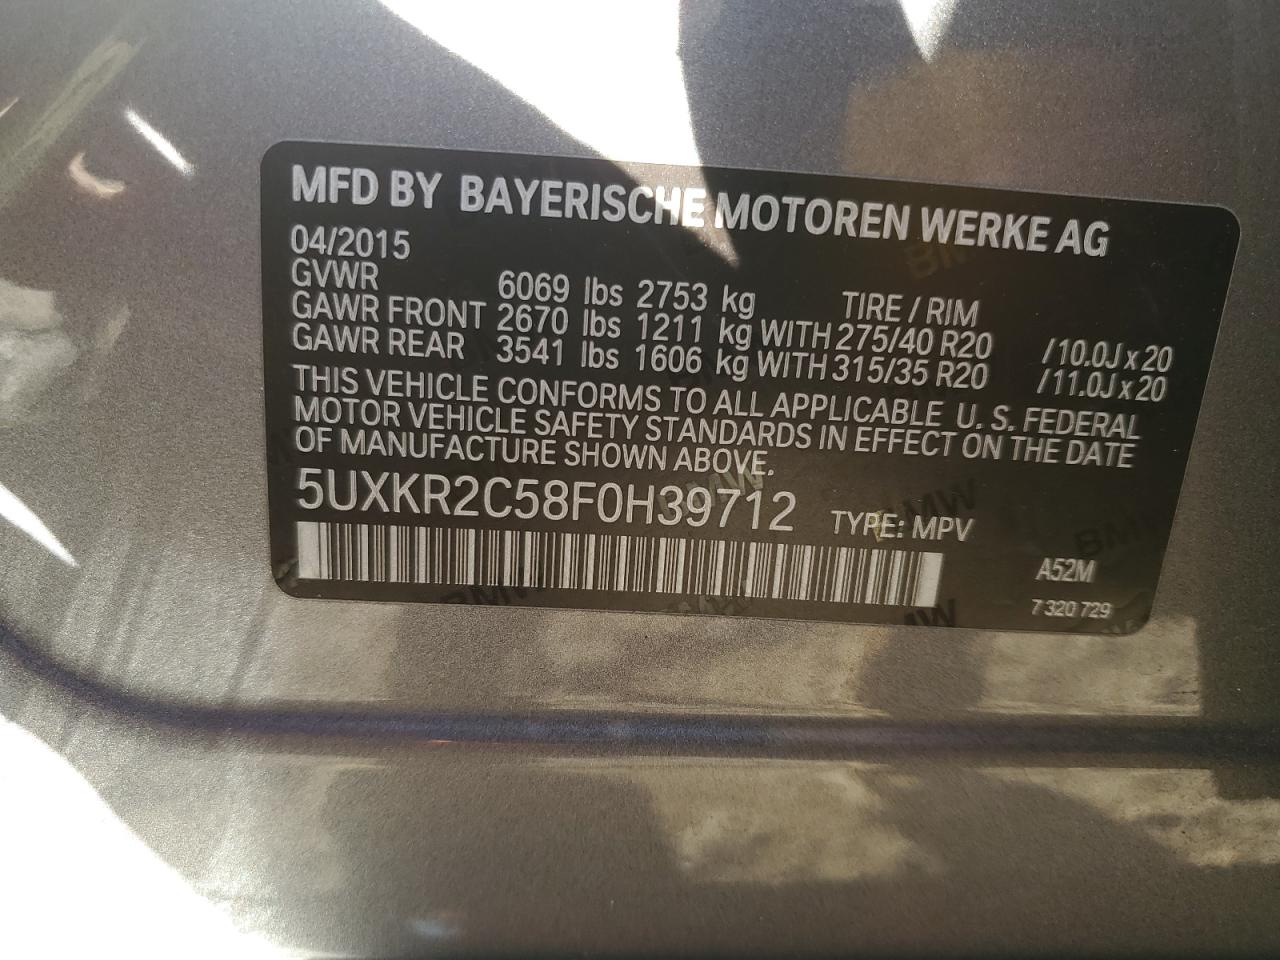 MFD BY BAYERISCHE MOTOREN WERKE AG
04/2015
GVWR 6069 lbs 2753 kg TIRE / RIM
GAWR FRONT 2670 lbs 1211 kg WITH 275/40 R20 /10.0J x 20
GAWR REAR 3541 lbs 1606 kg WITH 315/35 R20 /11.0J x 20
THIS VEHICLE CONFORMS TO ALL APPLICABLE U. S. FEDERAL
MOTOR VEHICLE SAFETY STANDARDS IN EFFECT ON THE DATE
OF MANUFACTURE SHOWN ABOVE.
5UXKR2C58F0H39712 TYPE: MPV
A52M
7 320 729